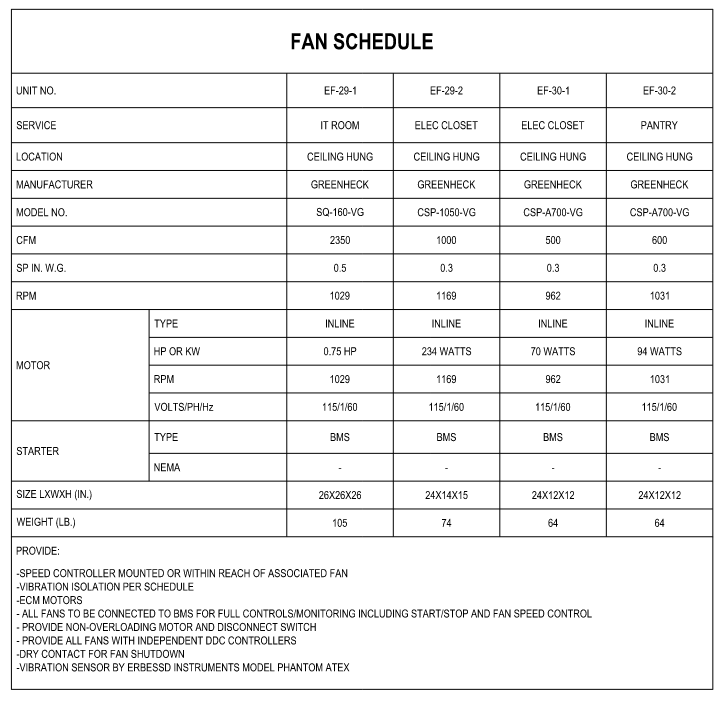 FAN SCHEDULE
UNIT NO. EF-29-1 EF-29-2 EF-30-1 EF-30-2
SERVICE IT ROOM ELEC CLOSET ELEC CLOSET PANTRY
LOCATION CEILING HUNG CEILING HUNG CEILING HUNG CEILING HUNG
MANUFACTURER GREENHECK GREENHECK GREENHECK GREENHECK
MODEL NO. SQ-160-VG CSP-1050-VG CSP-A700-VG CSP-A700-VG
CFM 2350 1000 500 600
SP IN. W.G. 0.5 0.3 0.3 0.3
RPM 1029 1169 962 1031
MOTOR
TYPE INLINE INLINE INLINE INLINE
HP OR KW 0.75 HP 234 WATTS 70 WATTS 94 WATTS
RPM 1029 1169 962 1031
VOLTS/PH/Hz 115/1/60 115/1/60 115/1/60 115/1/60
STARTER
TYPE BMS BMS BMS BMS
NEMA - - - -
SIZE LXWXH (IN.) 26X26X26 24X14X15 24X12X12 24X12X12
WEIGHT (LB.) 105 74 64 64
PROVIDE:
-SPEED CONTROLLER MOUNTED OR WITHIN REACH OF ASSOCIATED FAN
-VIBRATION ISOLATION PER SCHEDULE
-ECM MOTORS
- ALL FANS TO BE CONNECTED TO BMS FOR FULL CONTROLS/MONITORING INCLUDING START/STOP AND FAN SPEED CONTROL
- PROVIDE NON-OVERLOADING MOTOR AND DISCONNECT SWITCH
- PROVIDE ALL FANS WITH INDEPENDENT DDC CONTROLLERS
-DRY CONTACT FOR FAN SHUTDOWN
-VIBRATION SENSOR BY ERBESSD INSTRUMENTS MODEL PHANTOM ATEX